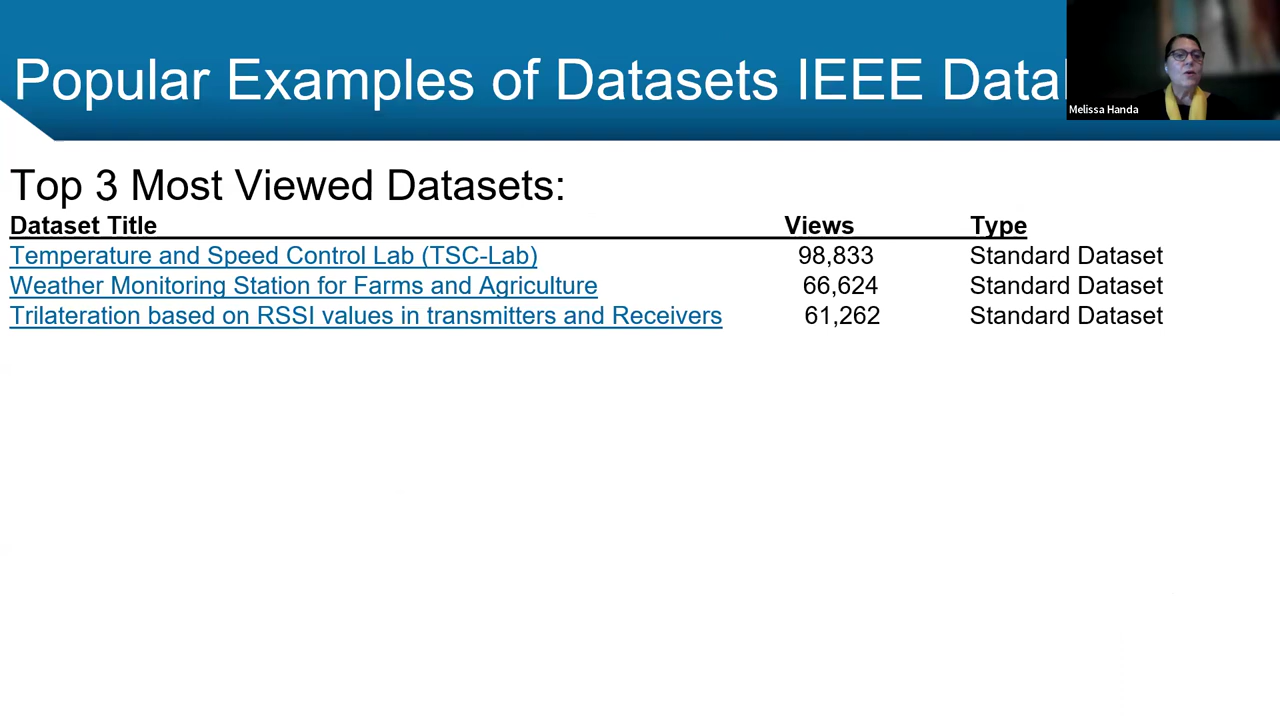 Popular Examples of Datasets IEEE
Melissa Handa
Top 3 Most Viewed Datasets:
Dataset Title Views Type
Temperature and Speed Control Lab (TSC-Lab) 98,833 Standard Dataset
Weather Monitoring Station for Farms and Agriculture 66,624 Standard Dataset
Trilateration based on RSSI values in transmitters and Receivers 61,262 Standard Dataset